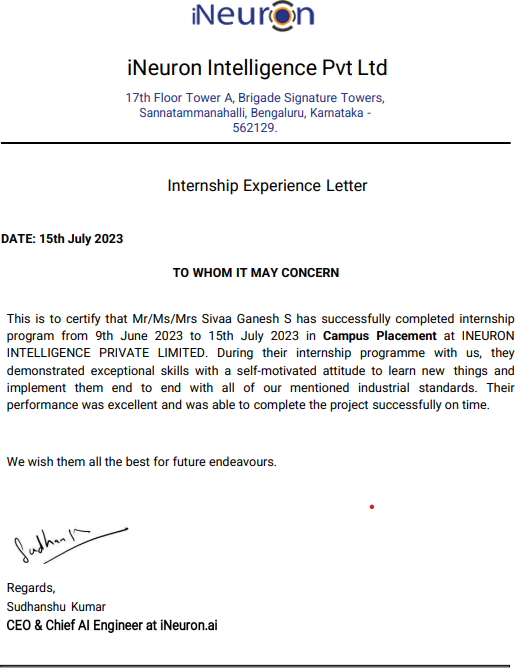 iNeuron
iNeuron Intelligence Pvt Ltd
17th Floor Tower A, Brigade Signature Towers,
Sannatammanahalli, Bengaluru, Karnataka -
562129.
Internship Experience Letter
DATE: 15th July 2023
TO WHOM IT MAY CONCERN
This is to certify that Mr/Ms/Mrs Sivaa Ganesh S has successfully completed internship
program from 9th June 2023 to 15th July 2023 in Campus Placement at INEURON
INTELLIGENCE PRIVATE LIMITED. During their internship programme with us, they
demonstrated exceptional skills with a self-motivated attitude to learn new things and
implement them end to end with all of our mentioned industrial standards. Their
performance was excellent and was able to complete the project successfully on time.
We wish them all the best for future endeavours.
Sudhan
Regards,
Sudhanshu Kumar
CEO & Chief AI Engineer at iNeuron.ai